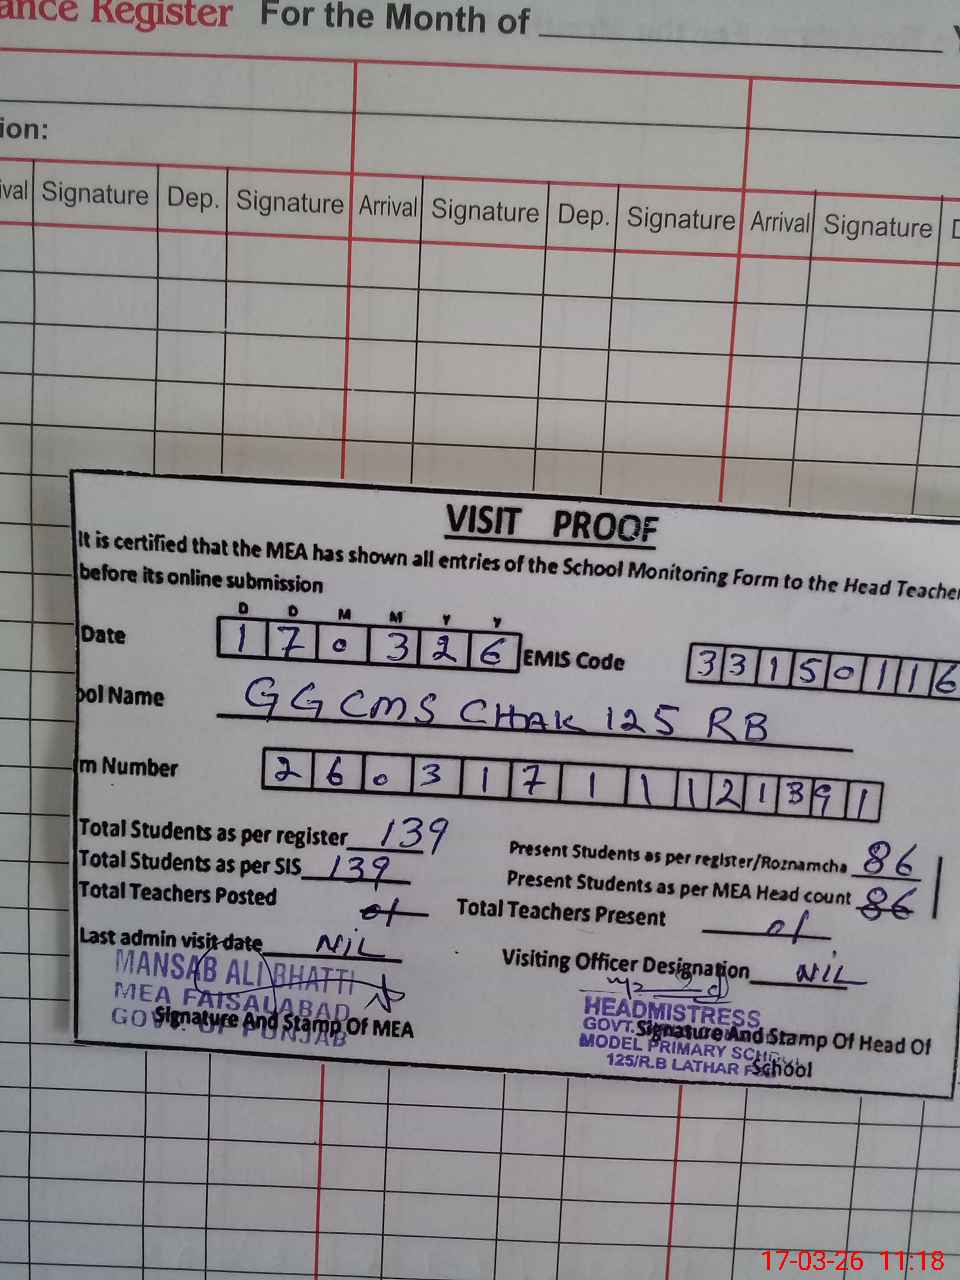 ance Register For the Month of
ion:
ival Signature Dep. Signature Arrival Signature Dep. Signature Arrival Signature D
VISIT PROOF
It is certified that the MEA has shown all entries of the School Monitoring Form to the Head Teacher
before its online submission
D D M M Y Y
Date 1 7 0 3 2 6 EMIS Code 3 3 1 5 0 1 1 6
ool Name GGCMS CHAK 125 RB
m Number 2 6 0 3 1 7 1 1 1 2 1 3 9 1
Total Students as per register 139 Present Students as per register/Roznamcha 86
Total Students as per SIS 139 Present Students as per MEA Head count 86
Total Teachers Posted 01 Total Teachers Present 01
Last admin visit date NIL Visiting Officer Designation NIL
MANSAB ALI BHATTI
MEA FAISALABAD
GOVT. OF PUNJAB
Signature And Stamp Of MEA
HEADMISTRESS
GOVT.
MODEL PRIMARY SCHOOL
125/R.B LATHAR
Signature And Stamp Of Head Of
School
17-03-26 11:18